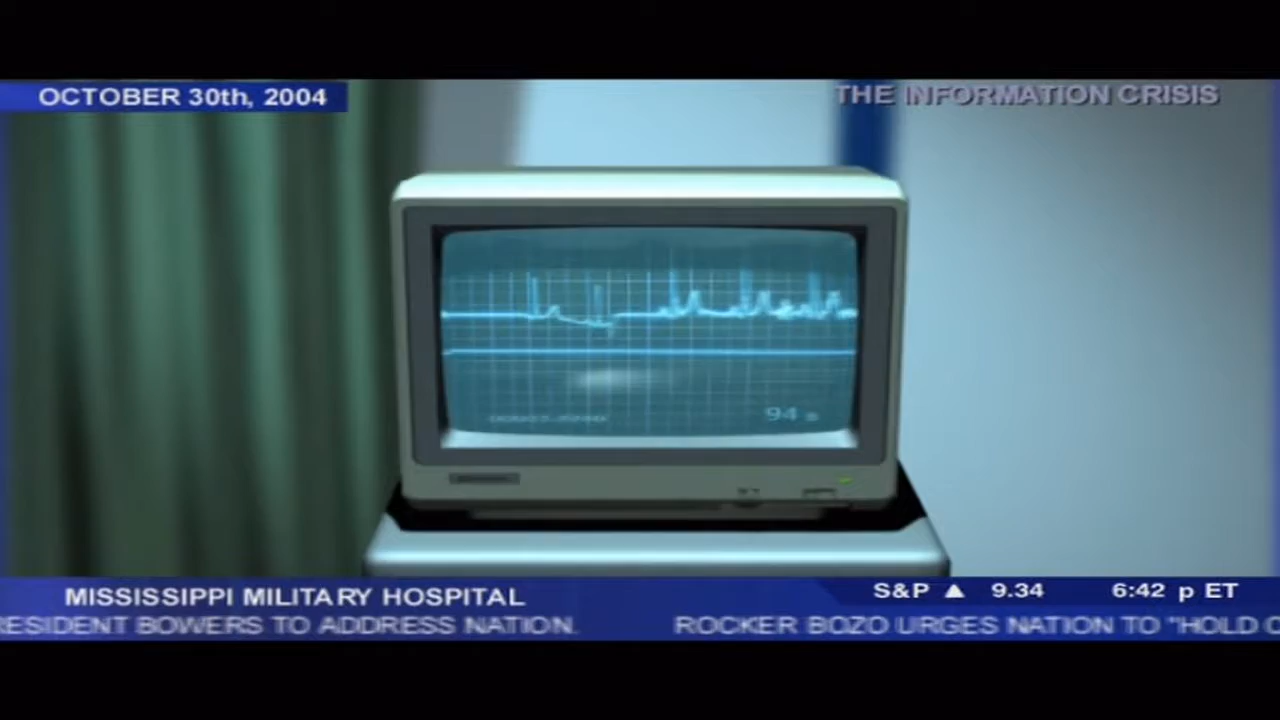 OCTOBER 30th, 2004
THE INFORMATION CRISIS
94
MISSISSIPPI MILITARY HOSPITAL
S&P ▲ 9.34 6:42 p ET
RESIDENT BOWERS TO ADDRESS NATION. ROCKER BOZO URGES NATION TO "HOLD